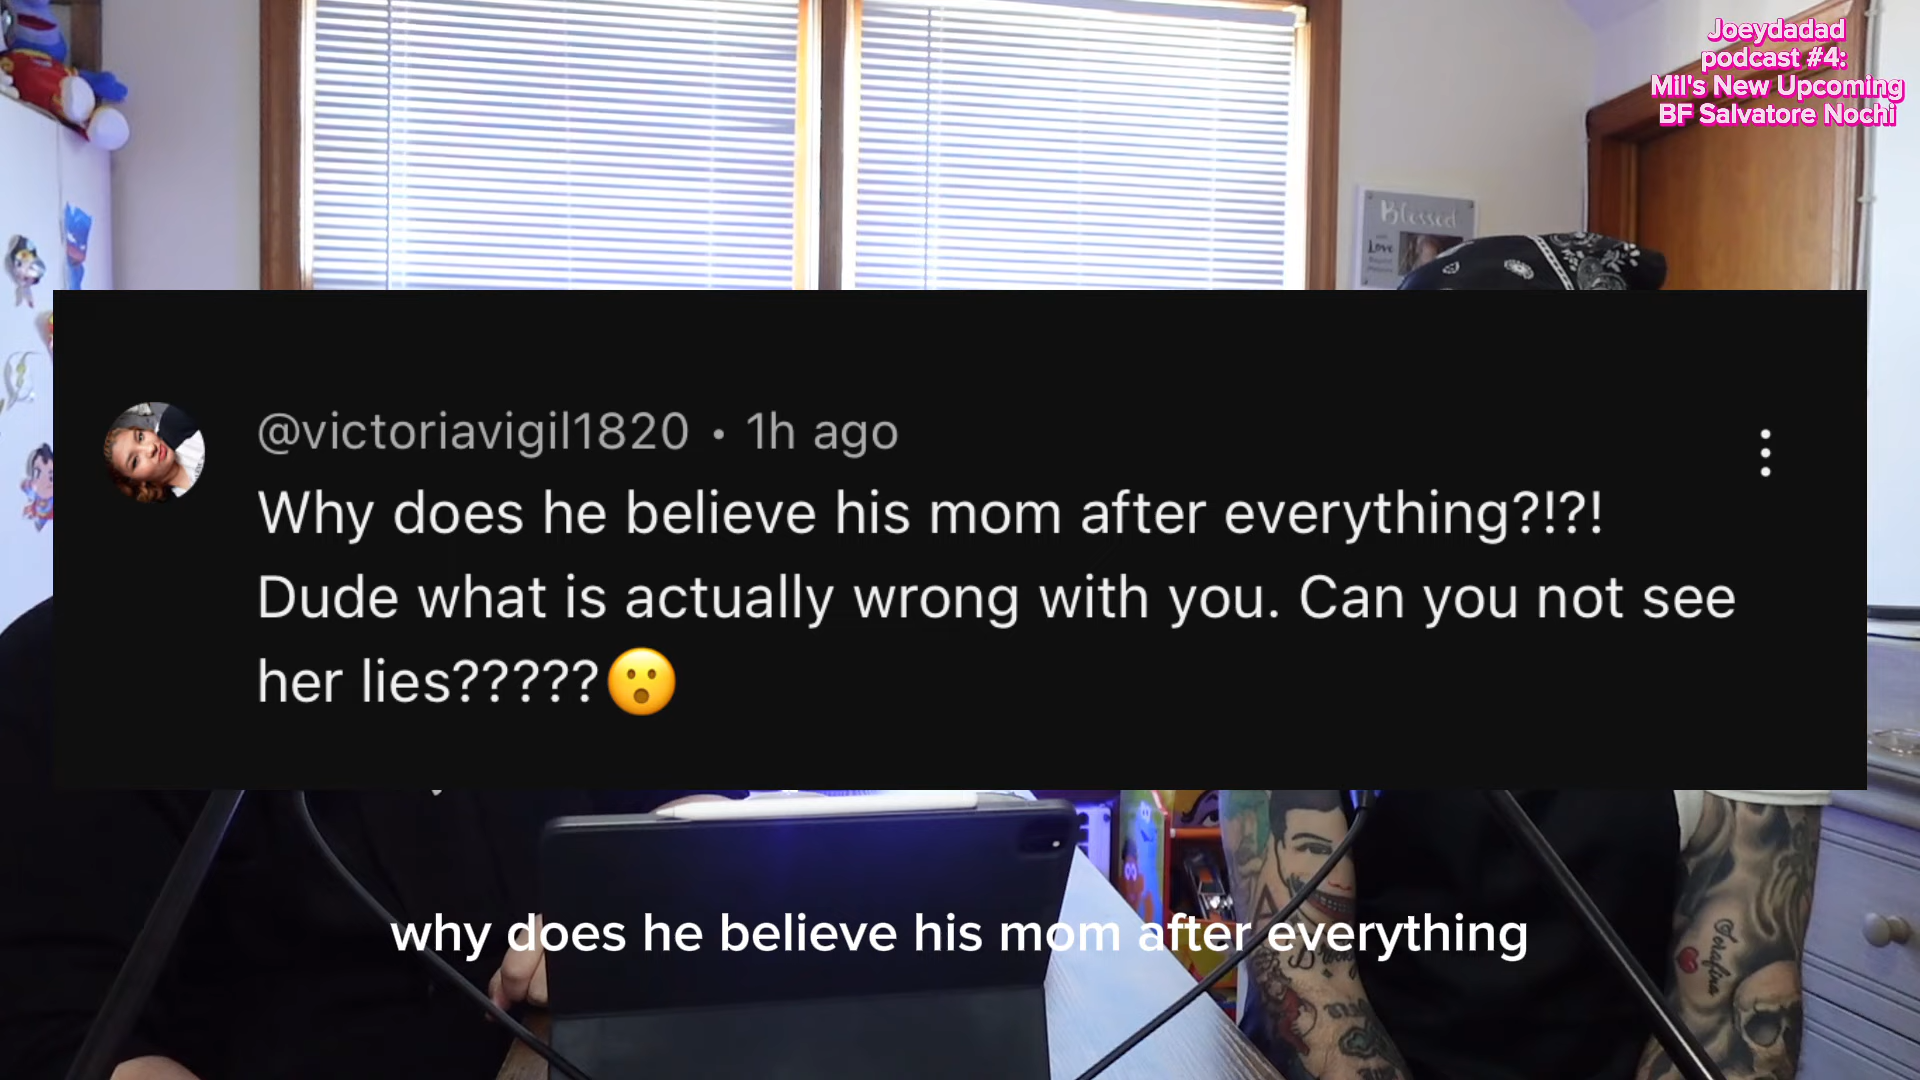 Joeydadad
podcast #4:
Mil's New Upcoming
BF Salvatore Nochi
Blessed
Love
@victoriavigil1820 • 1h ago
Why does he believe his mom after everything?!?!
Dude what is actually wrong with you. Can you not see
her lies?????😮
why does he believe his mom after everything
Serafina